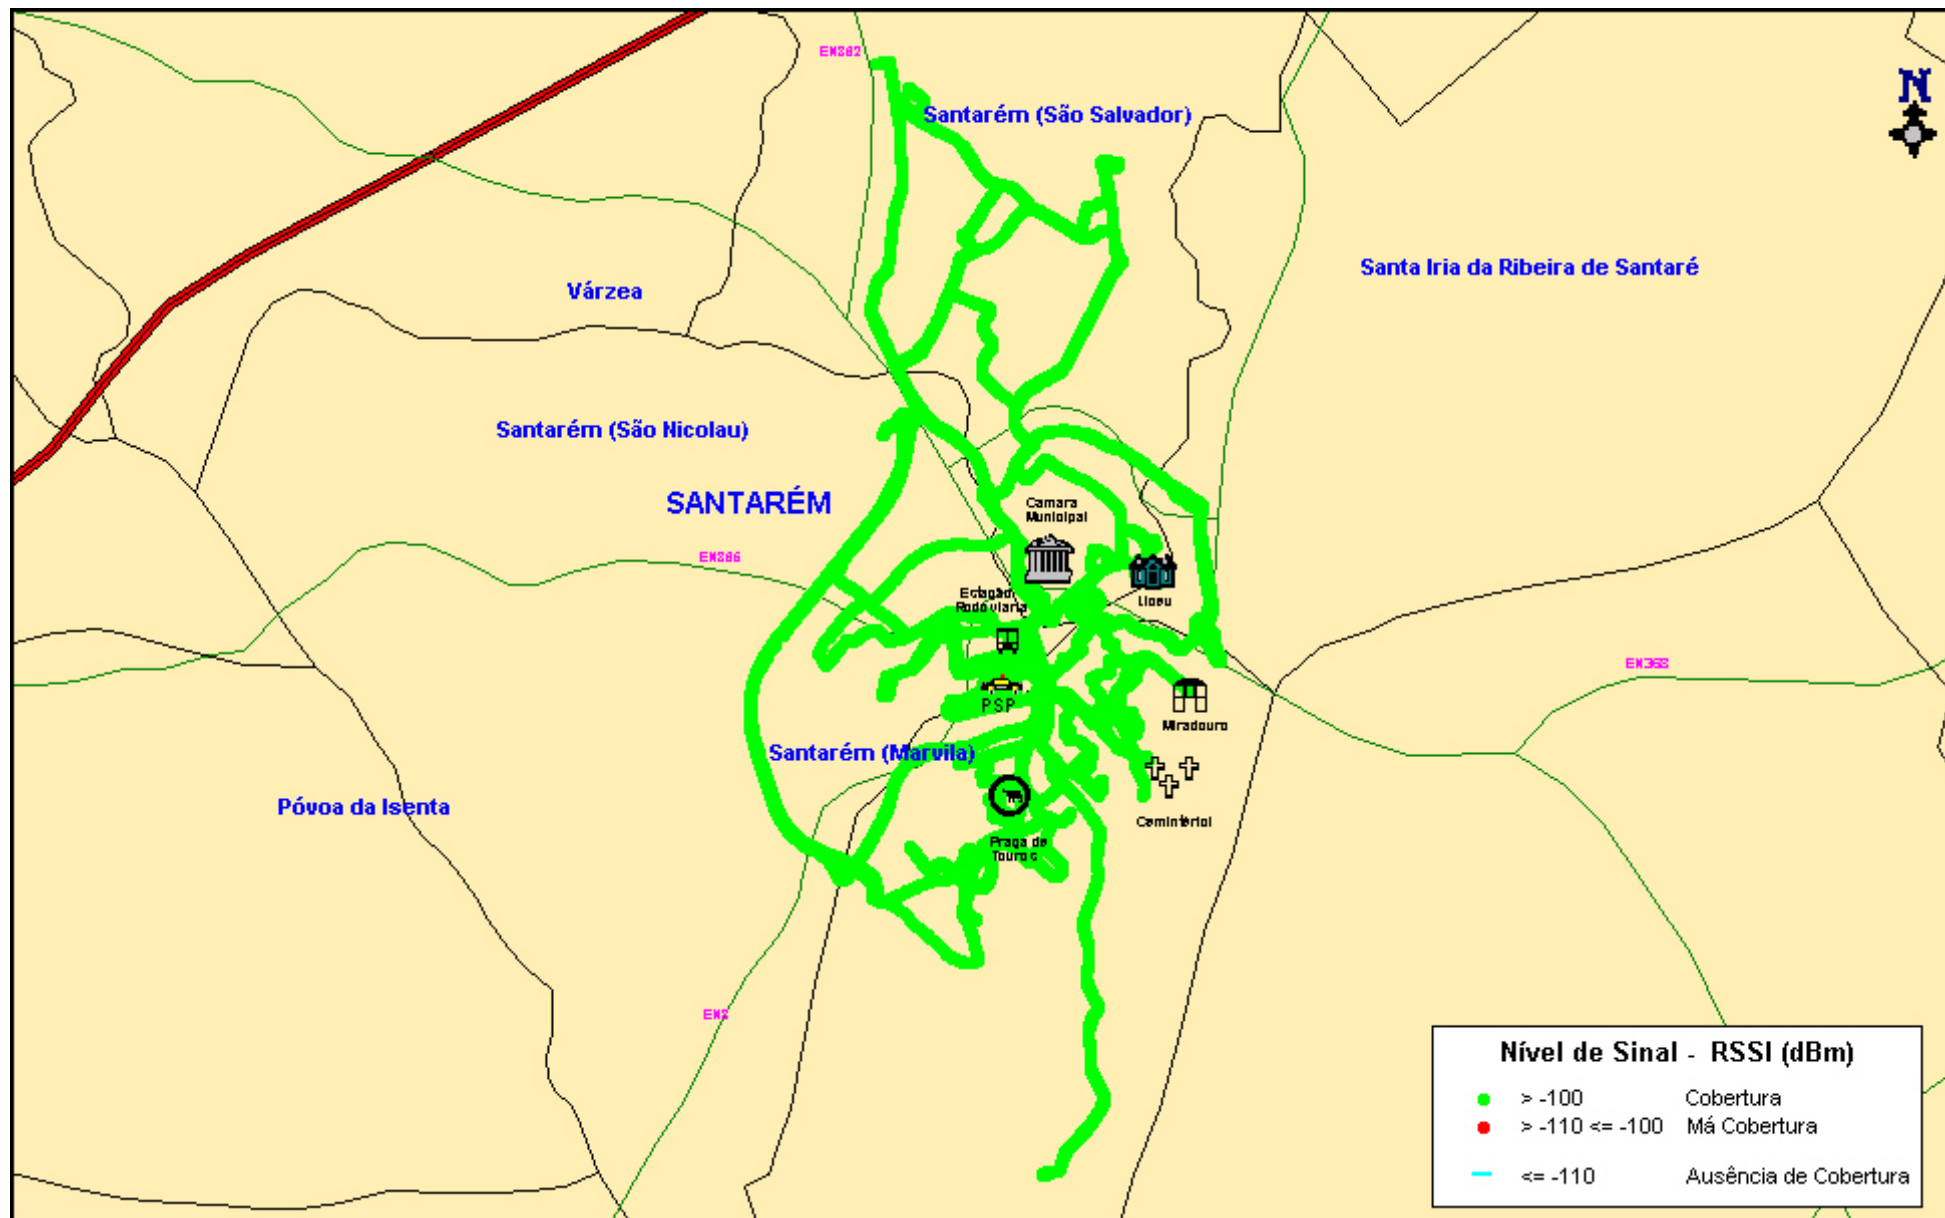 EN362
N
Santarém (São Salvador)
Santa Iria da Ribeira de Santaré
Várzea
Santarém (São Nicolau)
SANTARÉM
Camara
Municipal
EN365
Estação
Rodoviaria
Liceu
EN368
PSP
Miradouro
Santarém (Marvila)
Póvoa da Isenta
Praça de
Touros
EN3
Nível de Sinal - RSSI (dBm)
> -100 Cobertura
> -110 <= -100 Má Cobertura
<= -110 Ausência de Cobertura